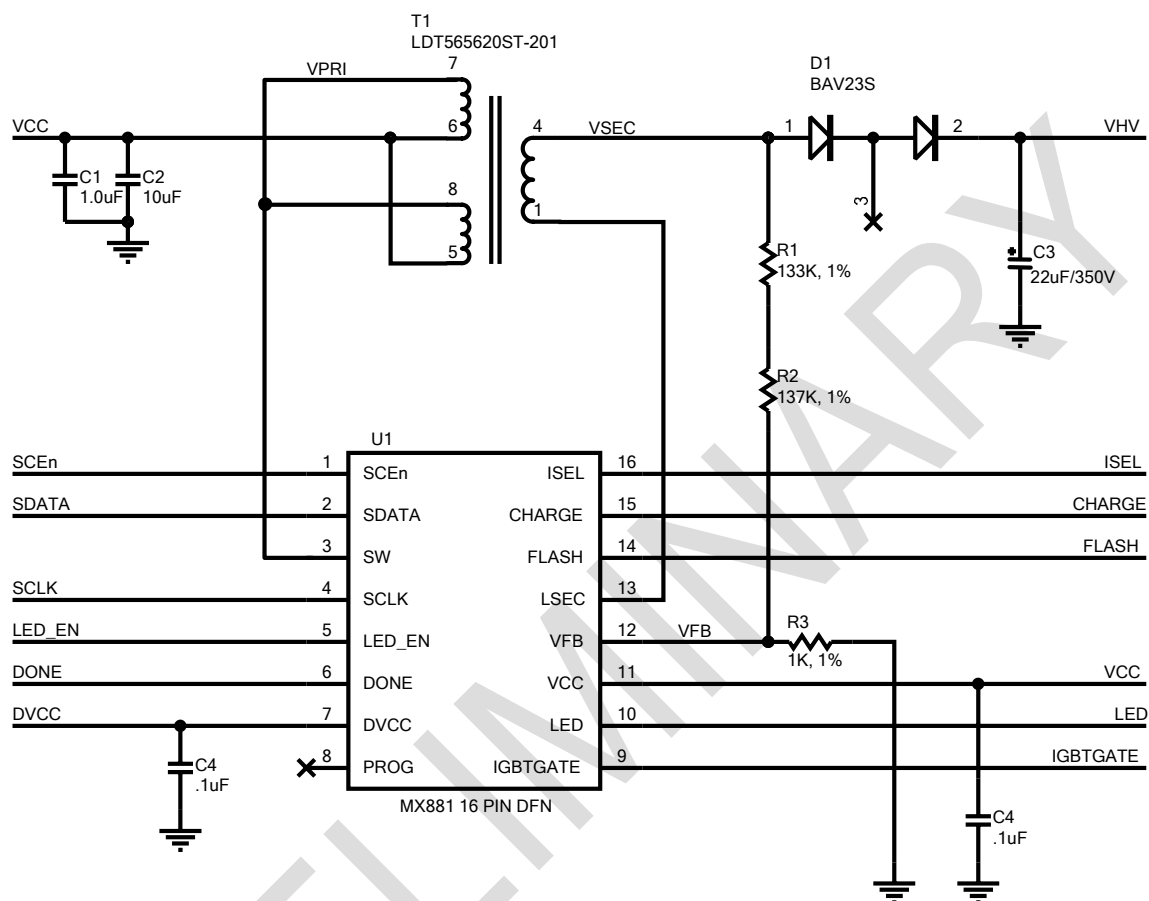 T1
LDT565620ST-201
7
VPRI
D1
BAV23S
VCC
6
4
VSEC
1
2
VHV
C1
1.0uF
C2
10uF
8
5
1
3
R1
133K, 1%
C3
22uF/350V
R2
137K, 1%
U1
SCEn
1
SCEn
ISEL
16
ISEL
SDATA
2
SDATA
CHARGE
15
CHARGE
3
SW
FLASH
14
FLASH
SCLK
4
SCLK
LSEC
13
LED_EN
5
LED_EN
VFB
12
VFB
R3
1K, 1%
DONE
6
DONE
VCC
11
VCC
DVCC
7
DVCC
LED
10
LED
8
PROG
IGBTGATE
9
IGBTGATE
C4
.1uF
MX881 16 PIN DFN
C4
.1uF
ELIMINARY